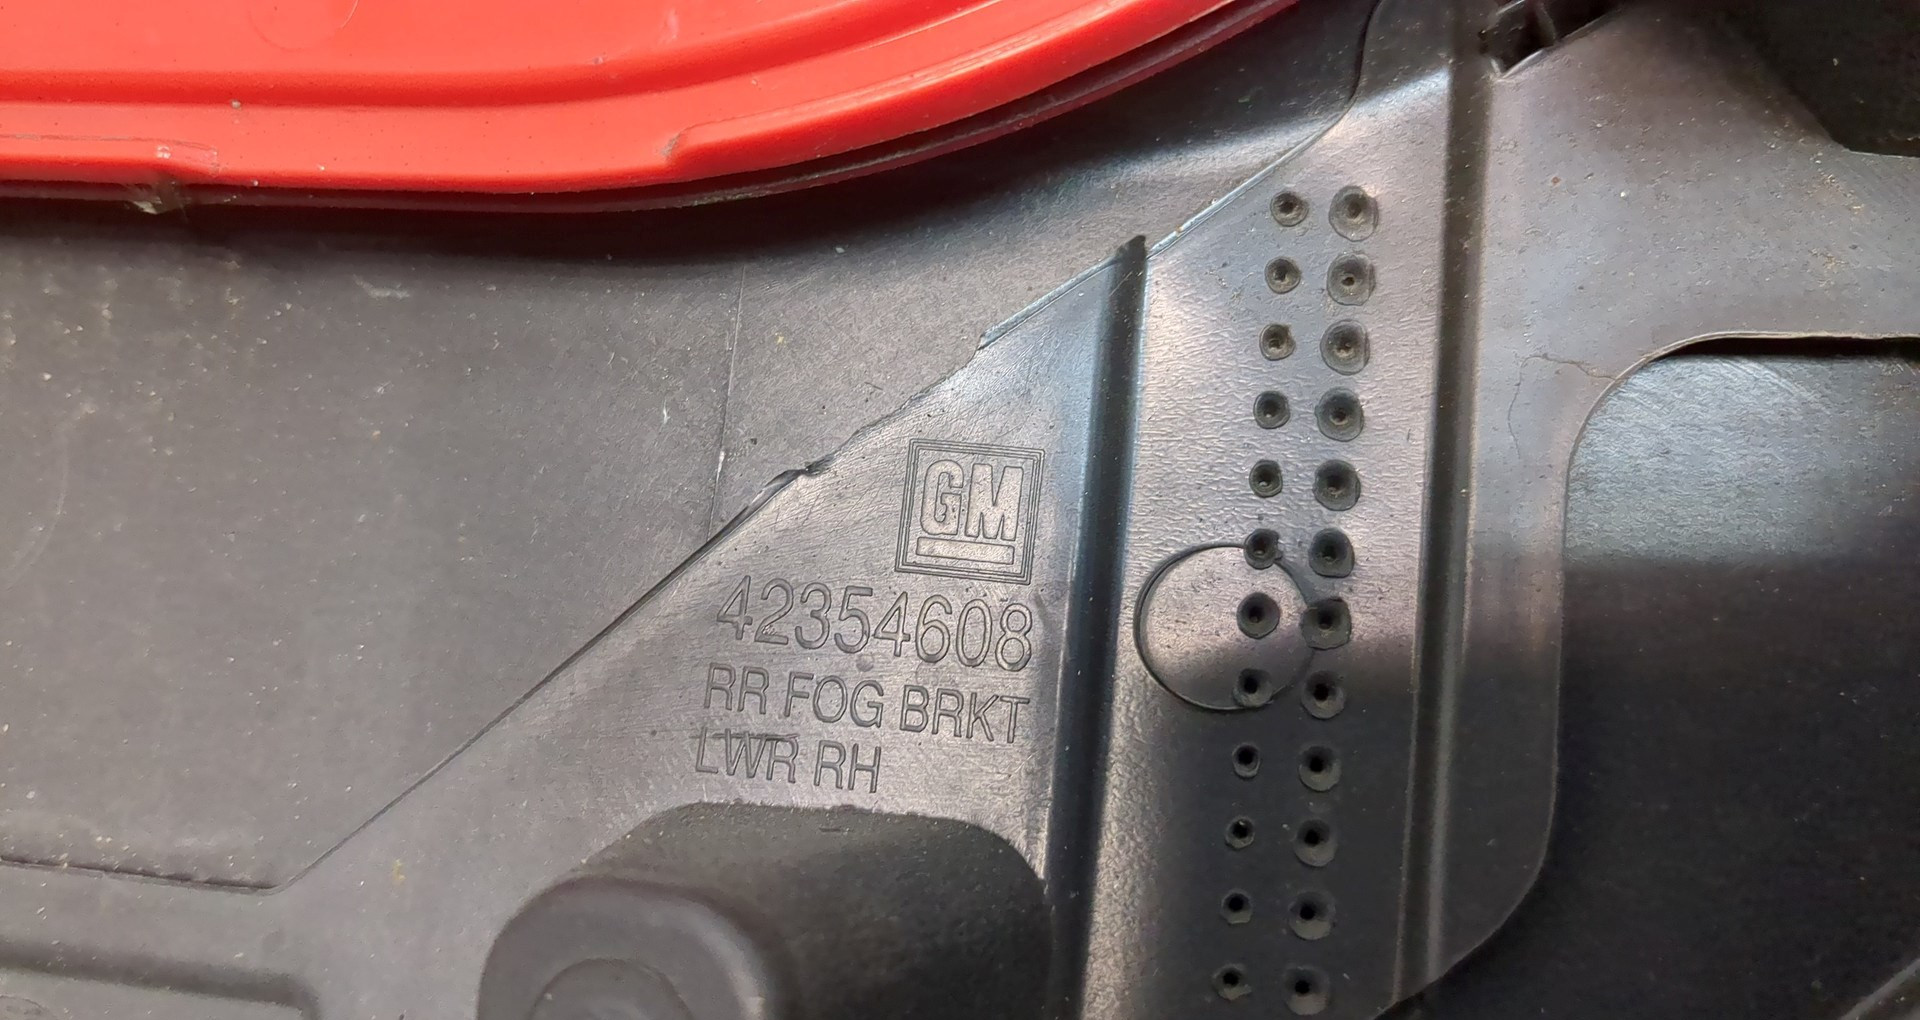 GM
42354608
RR FOG BRKT
LWR RH